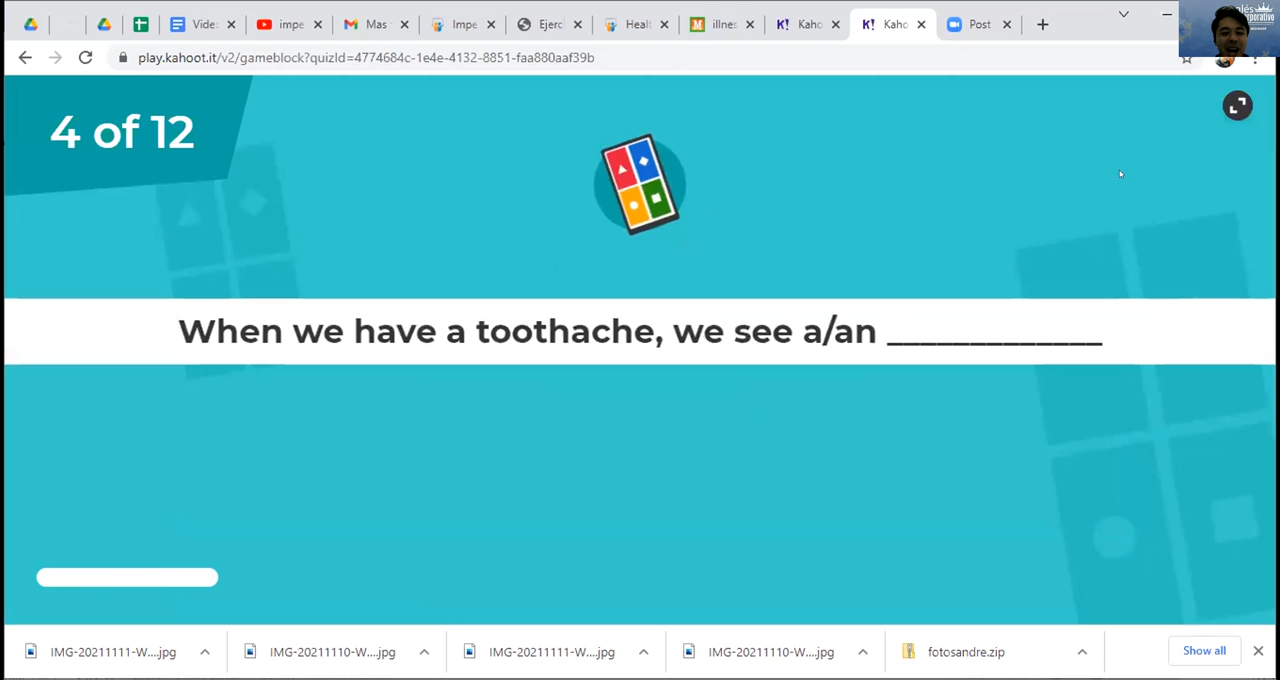 Vide:
impe
Mas
Impe
Ejerc
Healt
illnes
K! Kaho
K! Kaho
Post
play.kahoot.it/v2/gameblock?quizId=4774684c-1e4e-4132-8851-faa880aaf39b
4 of 12
When we have a toothache, we see a/an _____________
IMG-20211111-W....jpg
IMG-20211110-W....jpg
IMG-20211111-W....jpg
IMG-20211110-W....jpg
fotosandre.zip
Show all